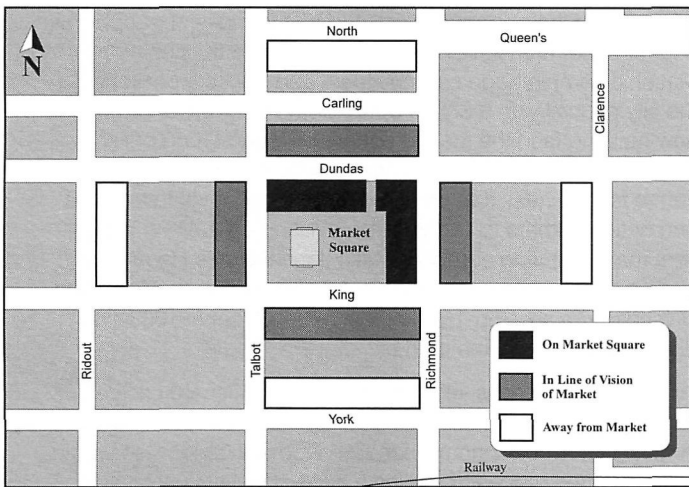 North
Queen's
N
Carling
Clarence
Dundas
Market
Square
King
Ridout
Talbot
Richmond
On Market Square
In Line of Vision
of Market
Away from Market
York
Railway